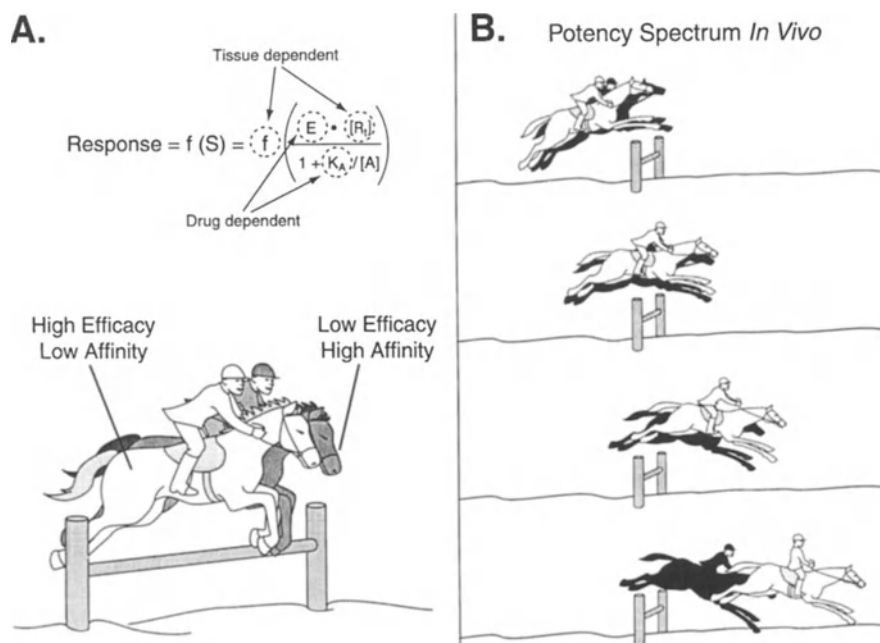 A.
Tissue dependent
Response = f (S) = f ( E • [Rt]
1 + KA / [A] )
Drug dependent
High Efficacy
Low Affinity
Low Efficacy
High Affinity
B.
Potency Spectrum In Vivo